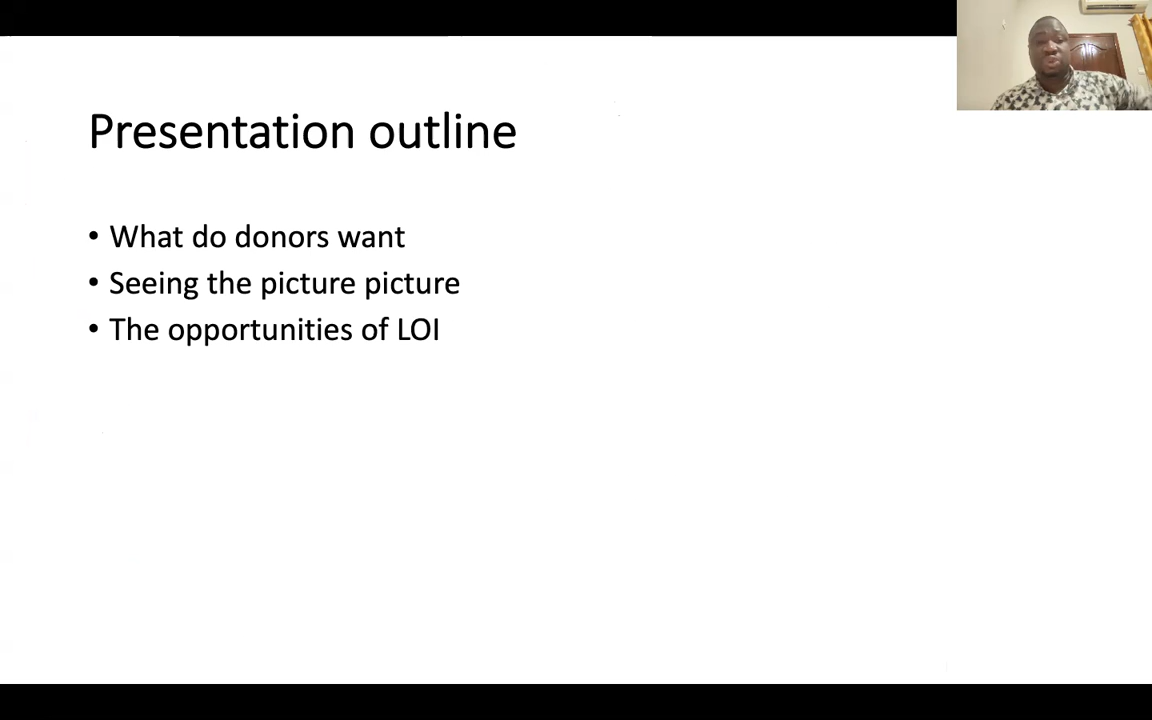 Presentation outline
• What do donors want
• Seeing the picture picture
• The opportunities of LOI